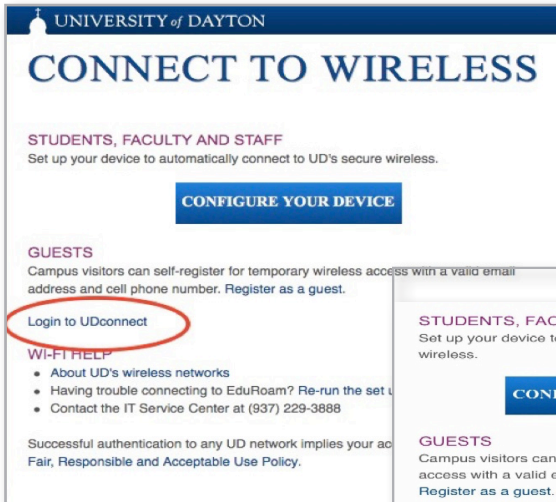 UNIVERSITY of DAYTON
CONNECT TO WIRELESS
STUDENTS, FACULTY AND STAFF
Set up your device to automatically connect to UD's secure wireless.
CONFIGURE YOUR DEVICE
GUESTS
Campus visitors can self-register for temporary wireless access with a valid email
address and cell phone number. Register as a guest.
Login to UDconnect
WI-FI HELP
• About UD's wireless networks
• Having trouble connecting to EduRoam? Re-run the set
• Contact the IT Service Center at (937) 229-3888
Successful authentication to any UD network implies your
Fair, Responsible and Acceptable Use Policy.
STUDENTS,
Set up your device
wireless.
GUESTS
Campus visitors can
access with a valid
Register as a guest.